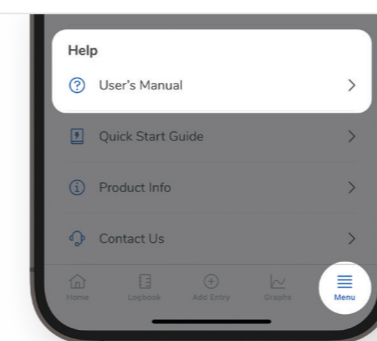 Help
User's Manual
Quick Start Guide
Product Info
Contact Us
Home Logbook Add Entry Graphs Menu